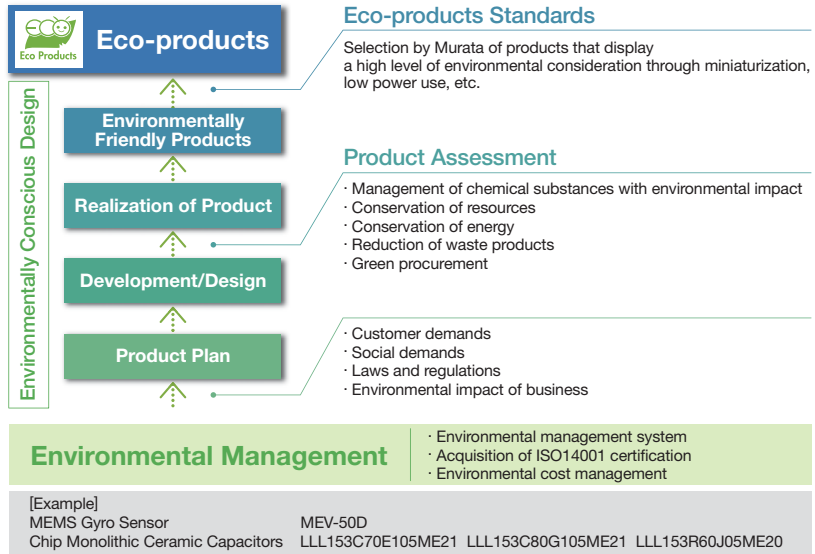 Eco Products
Eco-products
Eco-products Standards
Selection by Murata of products that display
a high level of environmental consideration through miniaturization,
low power use, etc.
Environmentally Conscious Design
Environmentally
Friendly Products
Product Assessment
· Management of chemical substances with environmental impact
· Conservation of resources
· Conservation of energy
· Reduction of waste products
· Green procurement
Realization of Product
Development/Design
Product Plan
· Customer demands
· Social demands
· Laws and regulations
· Environmental impact of business
Environmental Management
· Environmental management system
· Acquisition of ISO14001 certification
· Environmental cost management
[Example]
MEMS Gyro Sensor MEV-50D
Chip Monolithic Ceramic Capacitors LLL153C70E105ME21 LLL153C80G105ME21 LLL153R60J05ME20